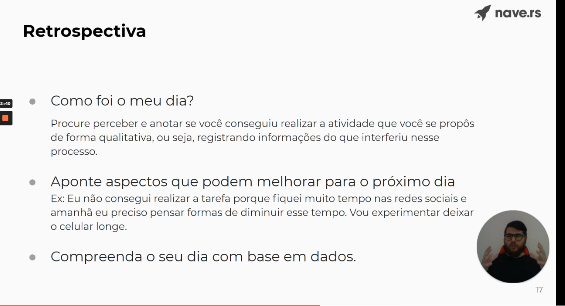 nave.rs
Retrospectiva
Como foi o meu dia?
Procure perceber e anotar se você conseguiu realizar a atividade que você se propôs
de forma qualitativa, ou seja, registrando informações do que interferiu nesse
processo.
Aponte aspectos que podem melhorar para o próximo dia
Ex: Eu não consegui realizar a tarefa porque fiquei muito tempo nas redes sociais e
amanhã eu preciso pensar formas de diminuir esse tempo. Vou experimentar deixar
o celular longe.
Compreenda o seu dia com base em dados.
17